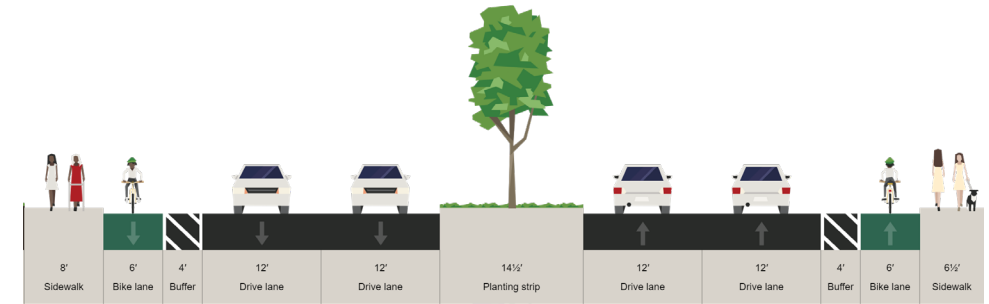 8′ 6′ 4′ 12′ 12′ 14½′ 12′ 12′ 4′ 6′ 6½′
Sidewalk Bike lane Buffer Drive lane Drive lane Planting strip Drive lane Drive lane Buffer Bike lane Sidewalk